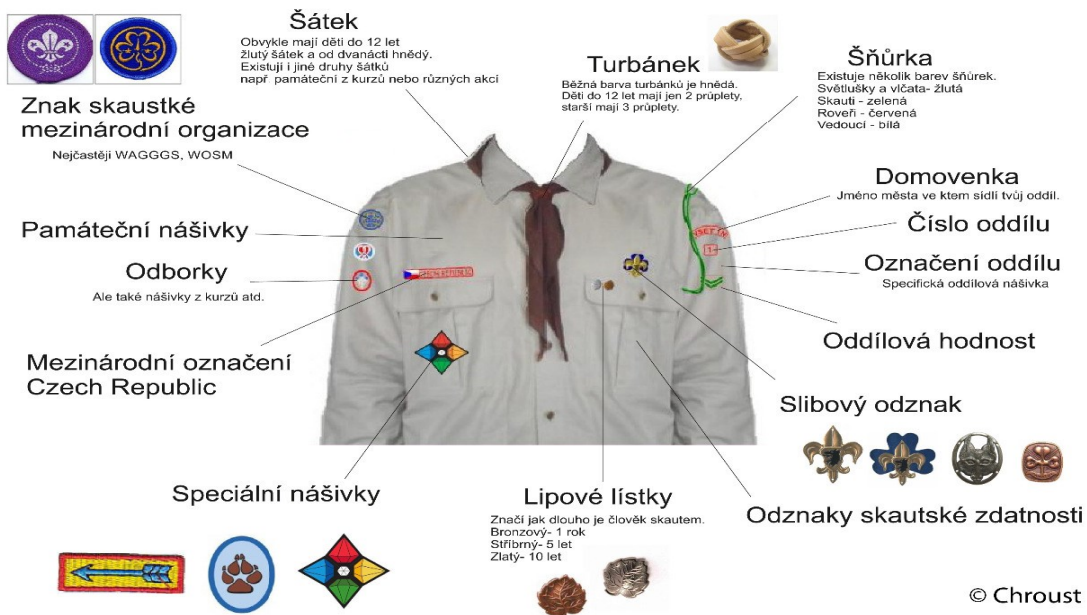 Šátek
Obvykle mají děti do 12 let
žlutý šátek a od dvanácti hnědý.
Existují i jiné druhy šátků
např. památeční z kurzů nebo různých akcí
Turbánek
Běžná barva turbánků je hnědá.
Děti do 12 let mají jen 2 průplety,
starší mají 3 průplety.
Šňůrka
Existuje několik barev šňůrek.
Světlušky a vlčata- žlutá
Skauti - zelená
Roveři - červená
Vedoucí - bílá
Znak skaustké
mezinárodní organizace
Nejčastěji WAGGGS, WOSM
Domovenka
Jméno města ve ktem sídlí tvůj oddíl.
Číslo oddílu
1
Památeční nášivky
Označení oddílu
Specifická oddílová nášivka
Odborky
Ale také nášivky z kurzů atd.
CZECH REPUBLIC
Oddílová hodnost
Mezinárodní označení
Czech Republic
Slibový odznak
Speciální nášivky
Lipové lístky
Značí jak dlouho je člověk skautem.
Bronzový- 1 rok
Stříbrný- 5 let
Zlatý- 10 let
Odznaky skautské zdatnosti
© Chroust